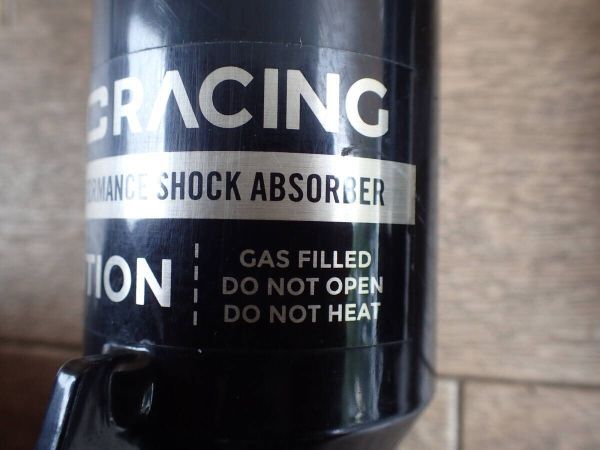 RACING
SHOCK ABSORBER
GAS FILLED
DO NOT OPEN
DO NOT HEAT